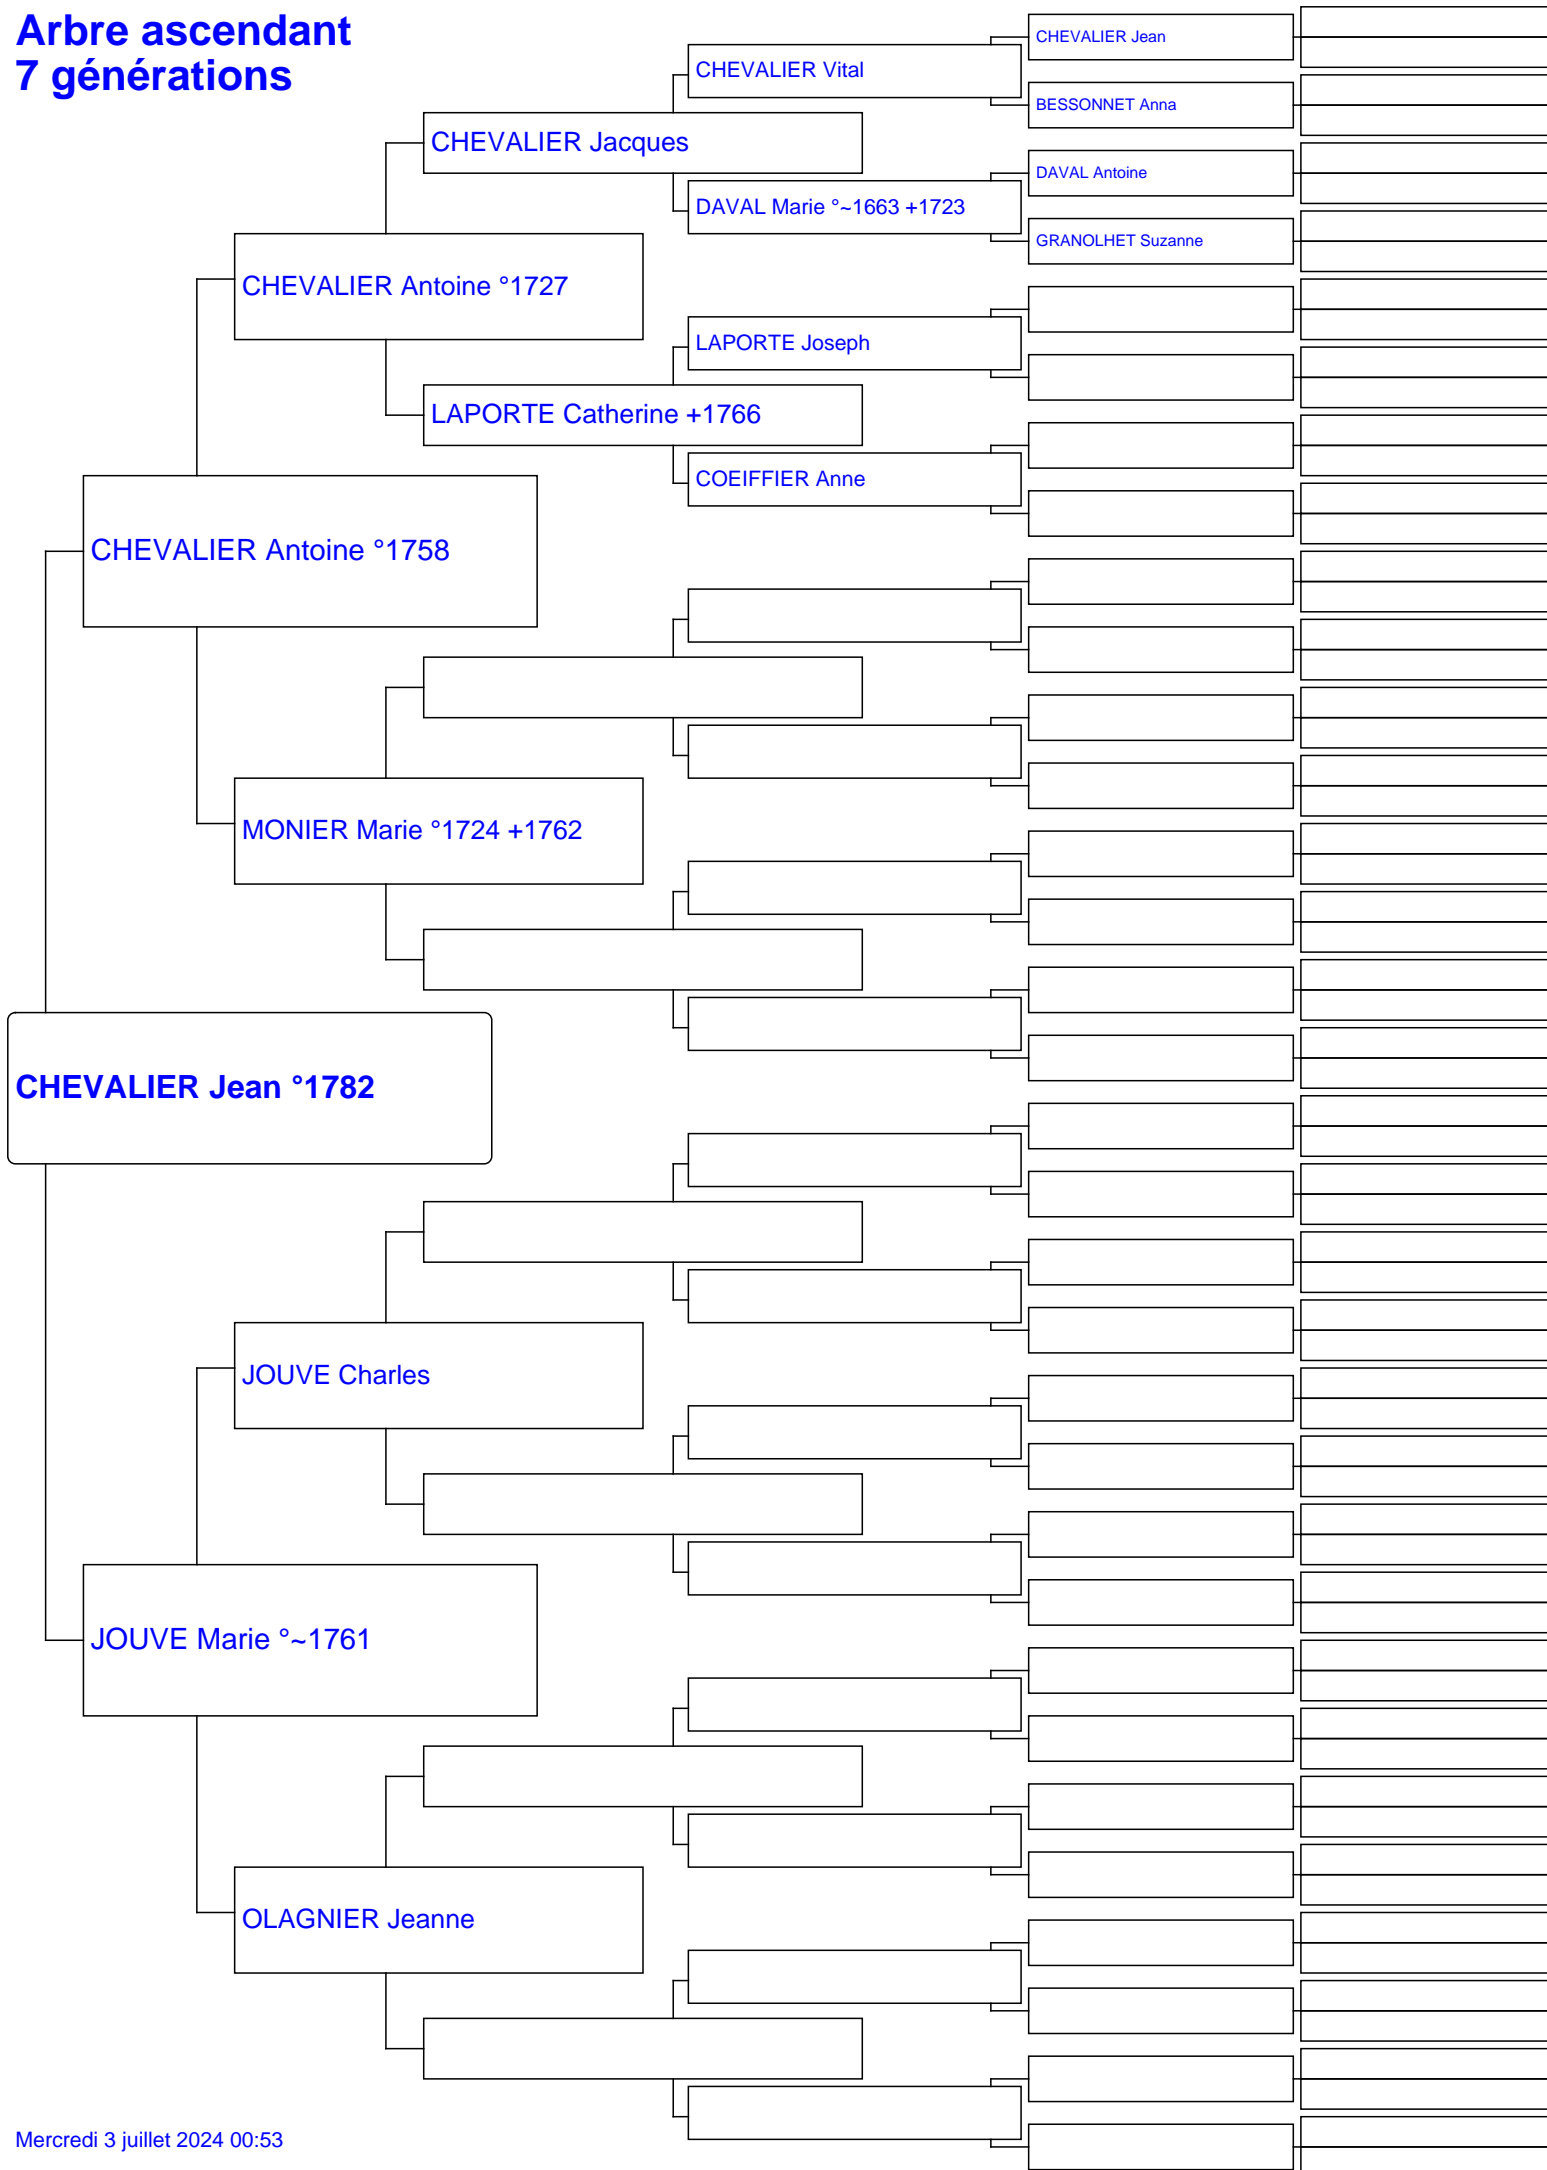 Arbre ascendant
7 générations
CHEVALIER Jean
CHEVALIER Vital
BESSONNET Anna
CHEVALIER Jacques
DAVAL Antoine
DAVAL Marie °~1663 +1723
GRANOLHET Suzanne
CHEVALIER Antoine °1727
LAPORTE Joseph
LAPORTE Catherine +1766
COEIFFIER Anne
CHEVALIER Antoine °1758
MONIER Marie °1724 +1762
CHEVALIER Jean °1782
JOUVE Charles
JOUVE Marie °~1761
OLAGNIER Jeanne
Mercredi 3 juillet 2024 00:53